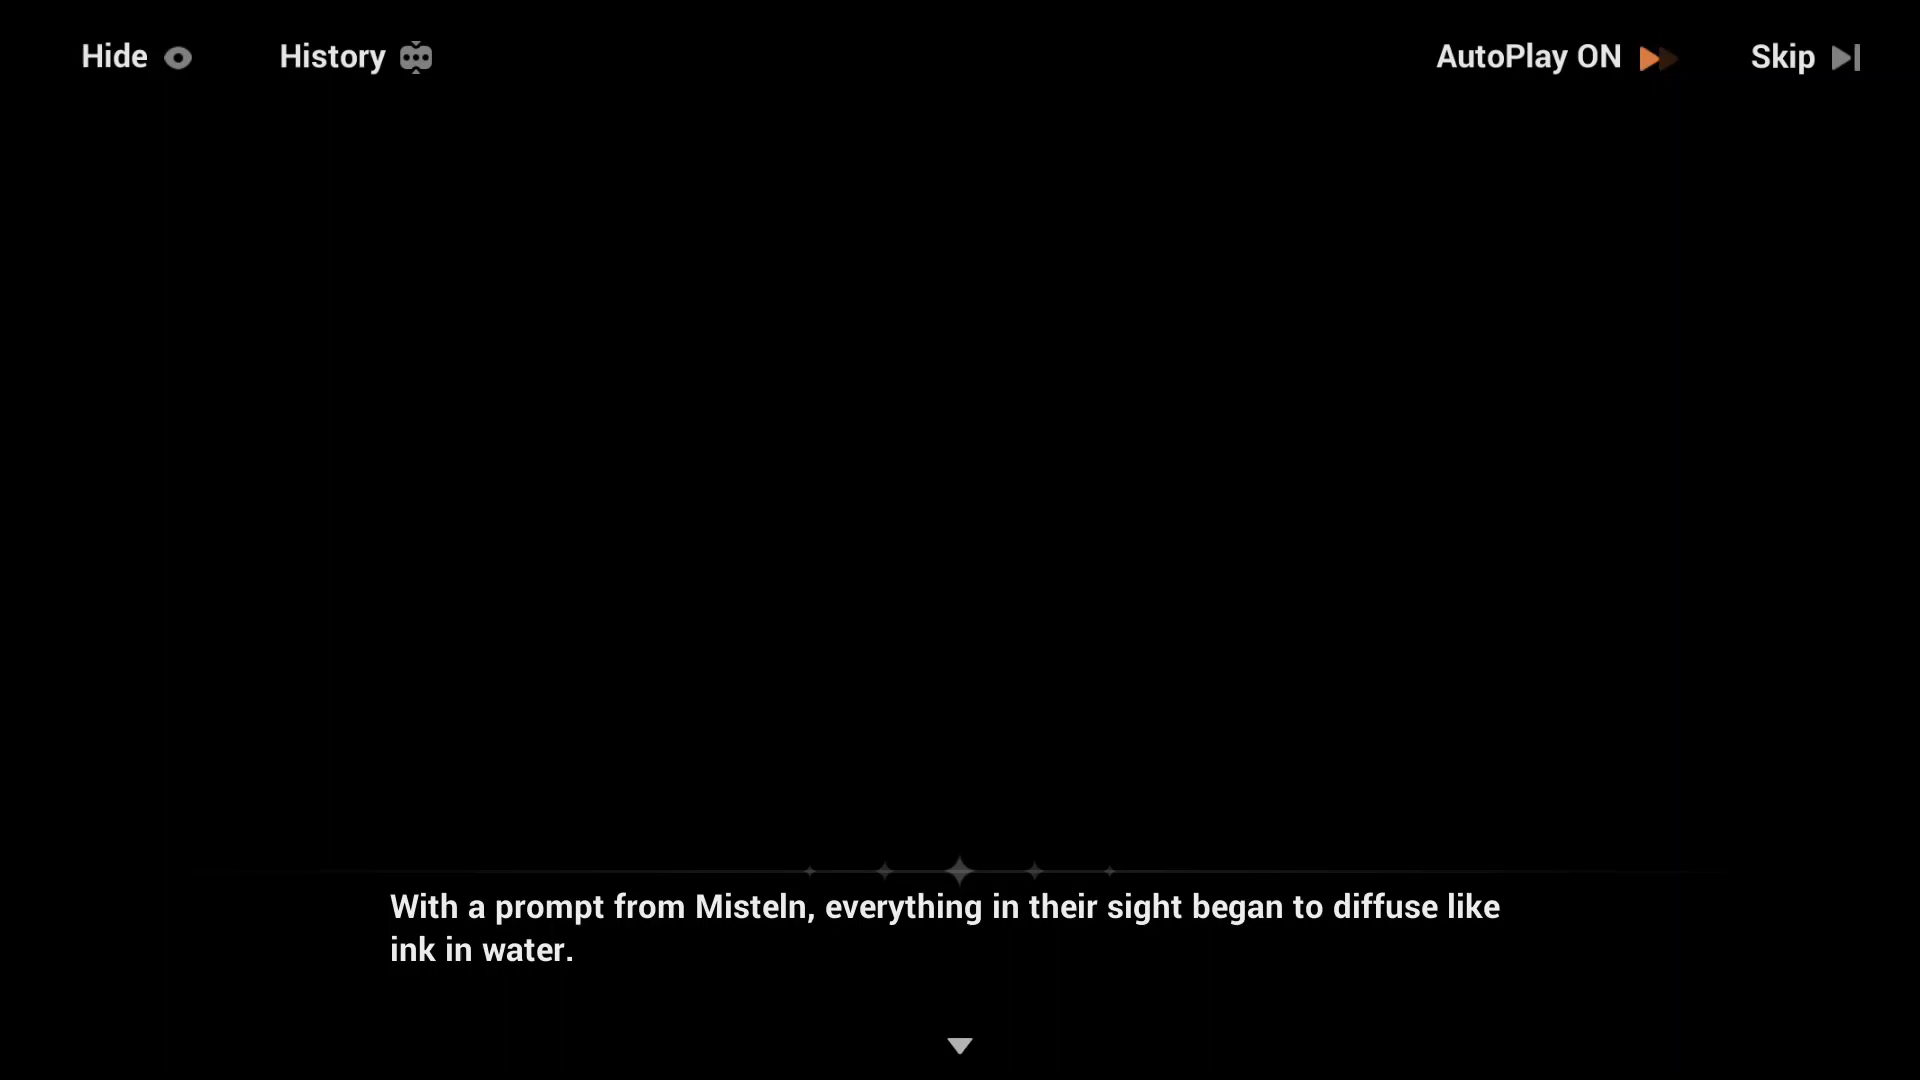 Hide
History
AutoPlay ON
Skip
With a prompt from Misteln, everything in their sight began to diffuse like
ink in water.